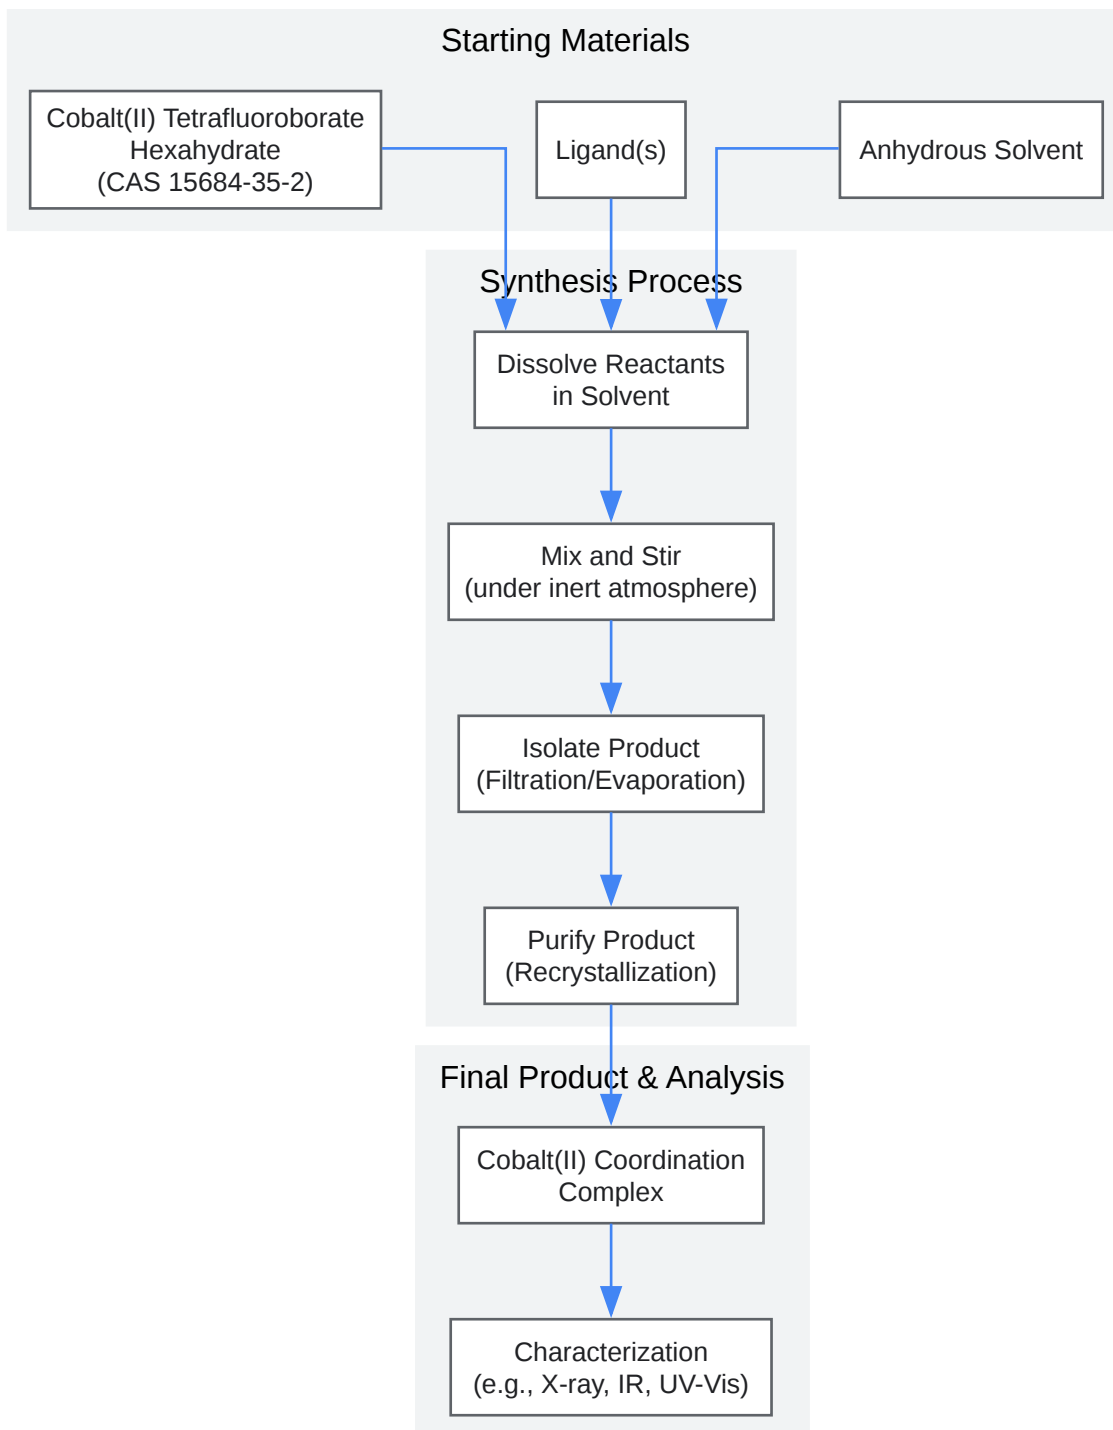 Starting Materials
Cobalt(II) Tetrafluoroborate
Hexahydrate
(CAS 15684-35-2)
Ligand(s)
Anhydrous Solvent
Synthesis Process
Dissolve Reactants
in Solvent
Mix and Stir
(under inert atmosphere)
Isolate Product
(Filtration/Evaporation)
Purify Product
(Recrystallization)
Final Product & Analysis
Cobalt(II) Coordination
Complex
Characterization
(e.g., X-ray, IR, UV-Vis)